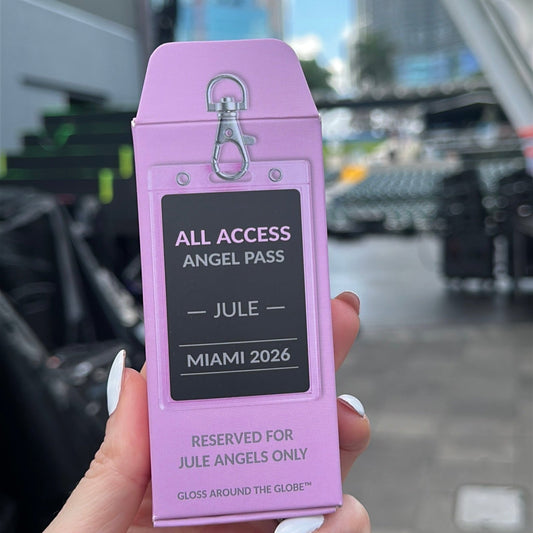 ALL ACCESS
ANGEL PASS
— JULE —
MIAMI 2026
RESERVED FOR
JULE ANGELS ONLY
GLOSS AROUND THE GLOBE™